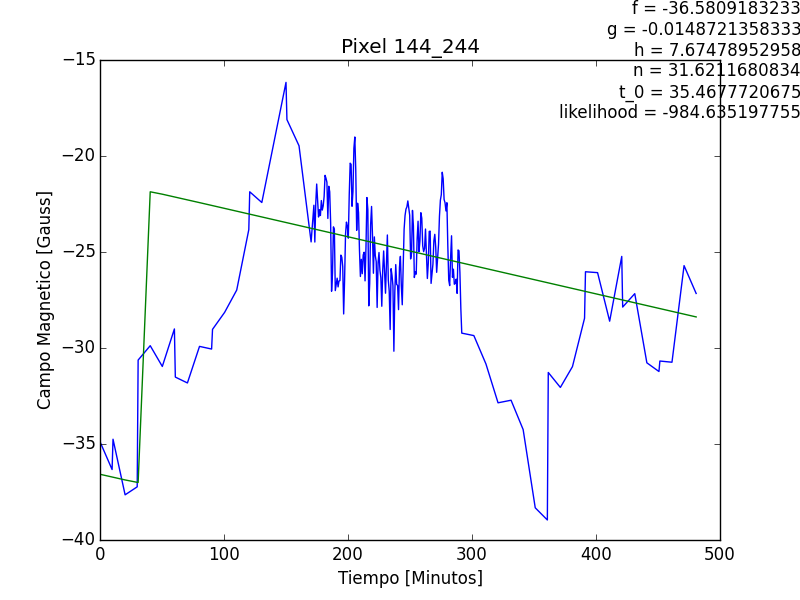 f = -36.5809183233
g = -0.0148721358333
h = 7.67478952958
n = 31.6211680834
t_0 = 35.4677720675
likelihood = -984.635197755
Pixel 144_244
−15
−20
−25
−30
−35
−40
Campo Magnetico [Gauss]
0 100 200 300 400 500
Tiempo [Minutos]